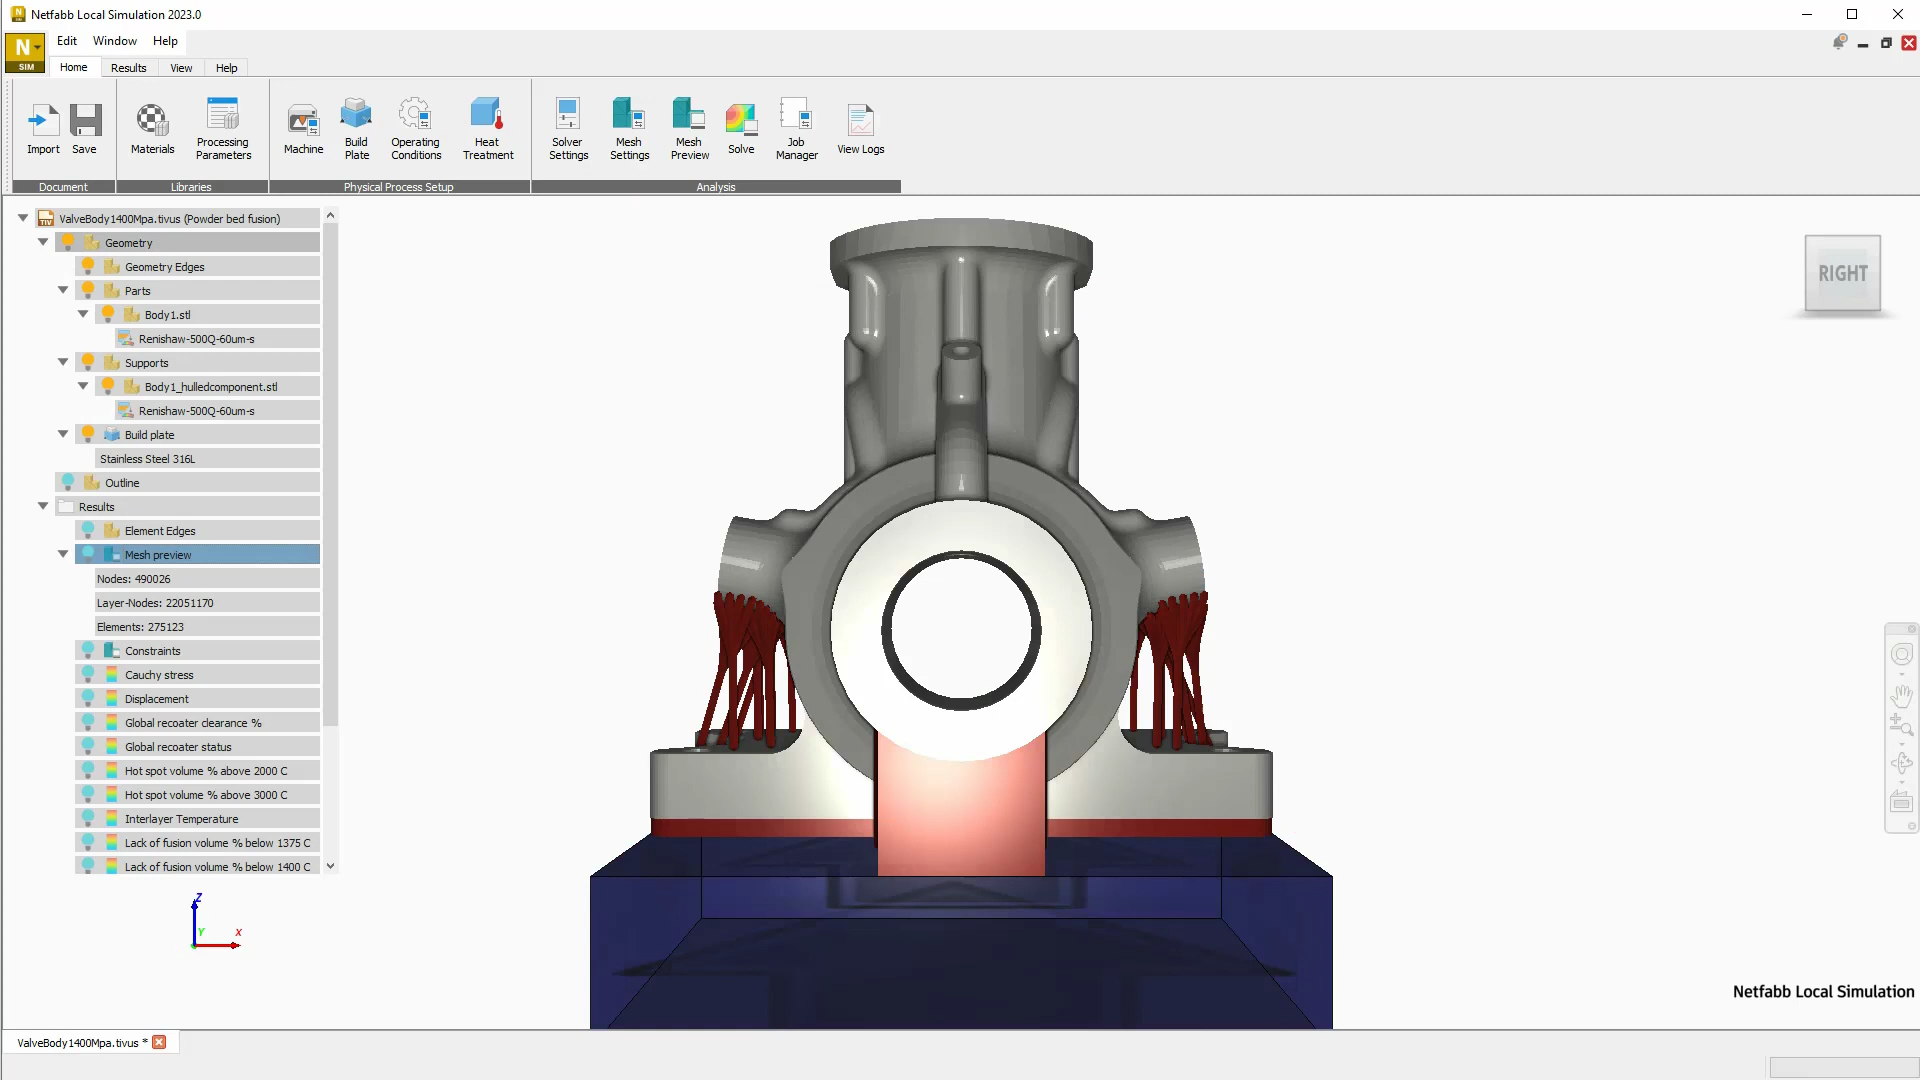 Netfabb Local Simulation 2023.0
N
SIM
Edit Window Help
Home Results View Help
Import
Save
Materials
Processing
Parameters
Machine
Build
Plate
Operating
Conditions
Heat
Treatment
Solver
Settings
Mesh
Settings
Mesh
Preview
Solve
Job
Manager
View Logs
Document
Libraries
Physical Process Setup
Analysis
ValveBody1400Mpa.tivus (Powder bed fusion)
Geometry
Geometry Edges
Parts
Body1.stl
Renishaw-500Q-60um-s
Supports
Body1_hulledcomponent.stl
Renishaw-500Q-60um-s
Build plate
Stainless Steel 316L
Outline
Results
Element Edges
Mesh preview
Nodes: 490026
Layer-Nodes: 22051170
Elements: 275123
Constraints
Cauchy stress
Displacement
Global recoater clearance %
Global recoater status
Hot spot volume % above 2000 C
Hot spot volume % above 3000 C
Interlayer Temperature
Lack of fusion volume % below 1375 C
Lack of fusion volume % below 1400 C
RIGHT
Z
Y
X
Netfabb Local Simulation
ValveBody1400Mpa.tivus *